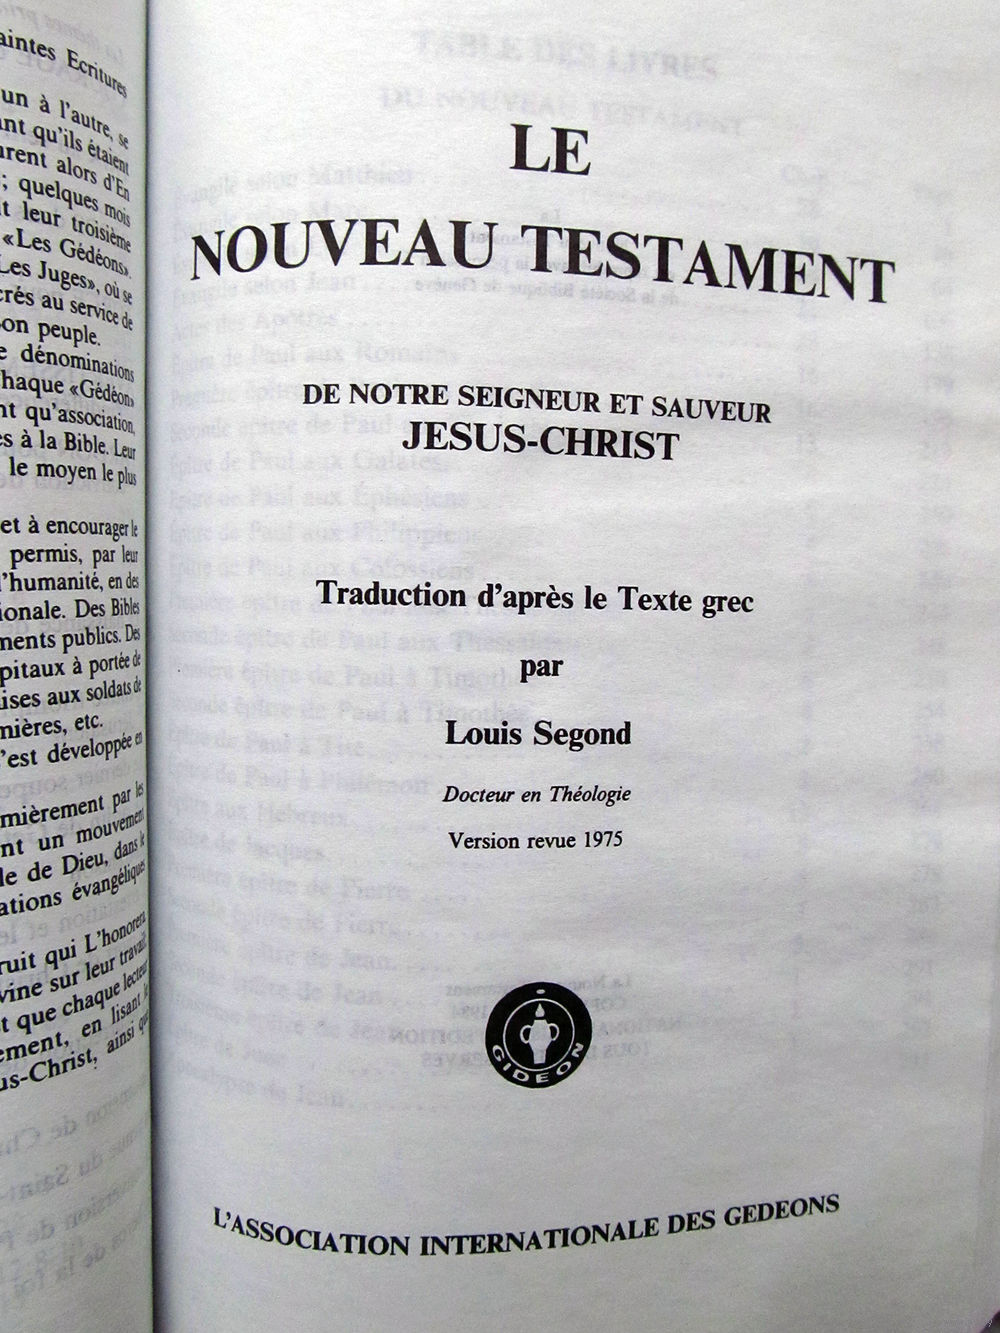 aintes Ecritures
un à l'autre, se
ant qu'ils étaient
urent alors d'En
; quelques mois
it leur troisième
«Les Gédéons».
Les Juges», où se
crés au service de
on peuple.
e dénominations
haque «Gédéon»
nt qu'association,
es à la Bible. Leur
le moyen le plus
et à encourager le
permis, par leur
l'humanité, en des
ionale. Des Bibles
ments publics. Des
pitaux à portée de
ises aux soldats de
mières, etc.
'est développée en
mièrement par les
nt un mouvement
le de Dieu, dans le
ations évangéliques
ruit qui L'honorera
vine sur leur travail,
t que chaque lecteur
ement, en lisant le
us-Christ, ainsi que
LE
NOUVEAU TESTAMENT
DE NOTRE SEIGNEUR ET SAUVEUR
JESUS-CHRIST
Traduction d'après le Texte grec
par
Louis Segond
Docteur en Théologie
Version revue 1975
GIDEON
L'ASSOCIATION INTERNATIONALE DES GEDEONS